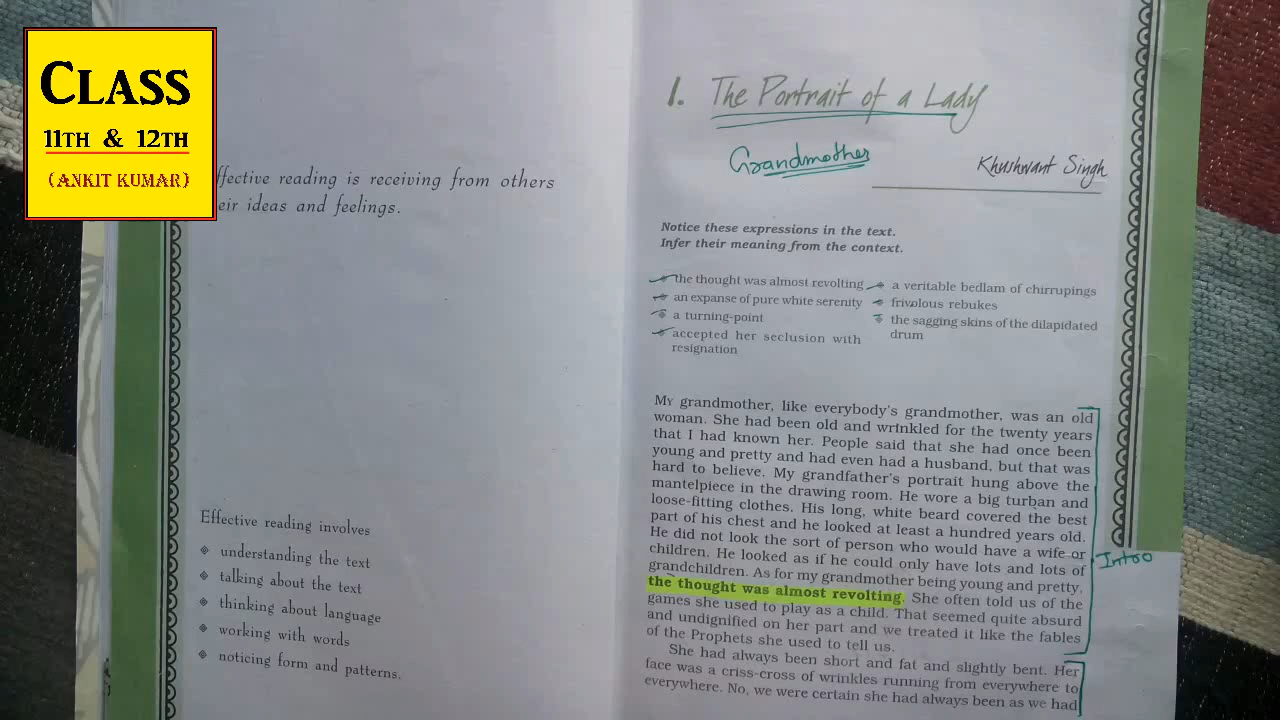 CLASS
11TH & 12TH
(ANKIT KUMAR)
ffective reading is receiving from others
eir ideas and feelings.
Effective reading involves
❖ understanding the text
❖ talking about the text
❖ thinking about language
❖ working with words
❖ noticing form and patterns.
1. The Portrait of a Lady
Grandmother
Khushwant Singh
Notice these expressions in the text.
Infer their meaning from the context.
the thought was almost revolting
an expanse of pure white serenity
a turning-point
accepted her seclusion with
resignation
a veritable bedlam of chirrupings
frivolous rebukes
the sagging skins of the dilapidated
drum
My grandmother, like everybody's grandmother, was an old
woman. She had been old and wrinkled for the twenty years
that I had known her. People said that she had once been
young and pretty and had even had a husband, but that was
hard to believe. My grandfather's portrait hung above the
mantelpiece in the drawing room. He wore a big turban and
loose-fitting clothes. His long, white beard covered the best
part of his chest and he looked at least a hundred years old.
He did not look the sort of person who would have a wife or
children. He looked as if he could only have lots and lots of
grandchildren. As for my grandmother being young and pretty,
the thought was almost revolting. She often told us of the
games she used to play as a child. That seemed quite absurd
and undignified on her part and we treated it like the fables
of the Prophets she used to tell us.
Intro
She had always been short and fat and slightly bent. Her
face was a criss-cross of wrinkles running from everywhere to
everywhere. No, we were certain she had always been as we had